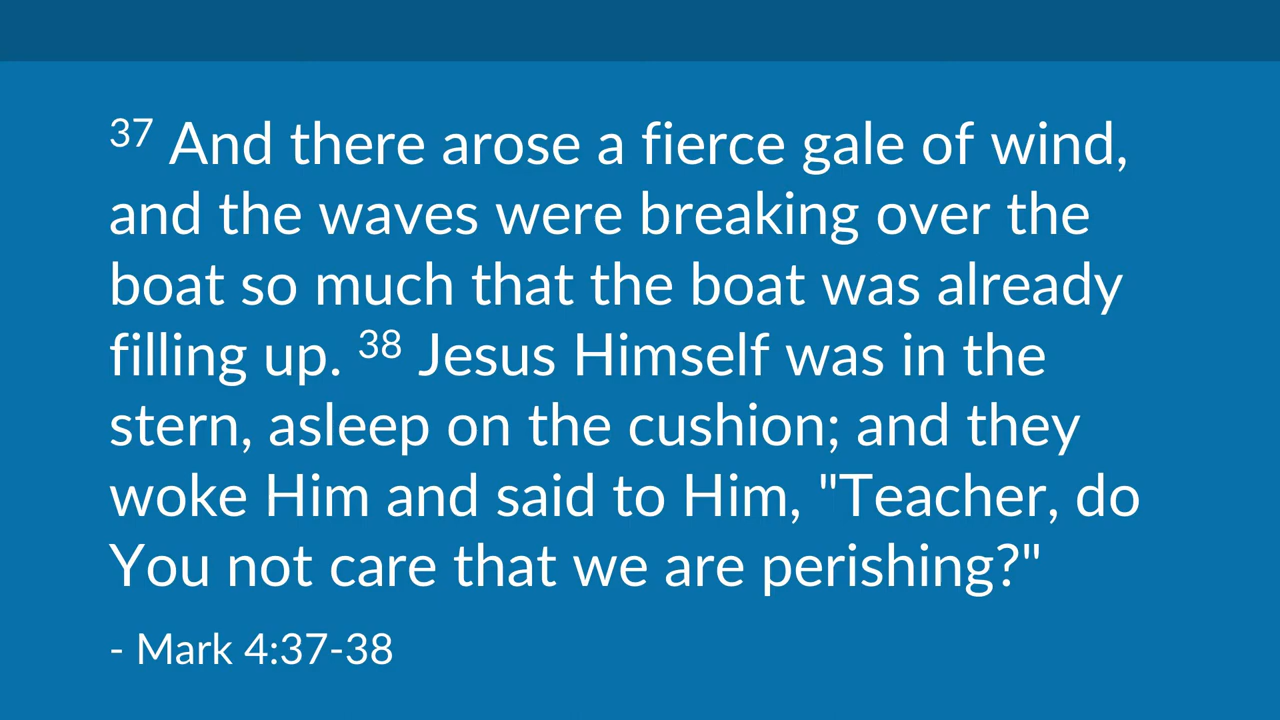 37 And there arose a fierce gale of wind,
and the waves were breaking over the
boat so much that the boat was already
filling up. 38 Jesus Himself was in the
stern, asleep on the cushion; and they
woke Him and said to Him, "Teacher, do
You not care that we are perishing?"
- Mark 4:37-38